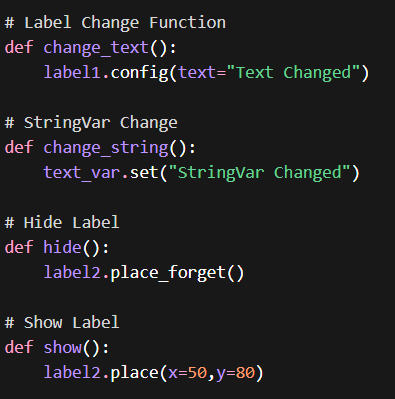 # Label Change Function
def change_text():
    label1.config(text="Text Changed")

# StringVar Change
def change_string():
    text_var.set("StringVar Changed")

# Hide Label
def hide():
    label2.place_forget()

# Show Label
def show():
    label2.place(x=50,y=80)